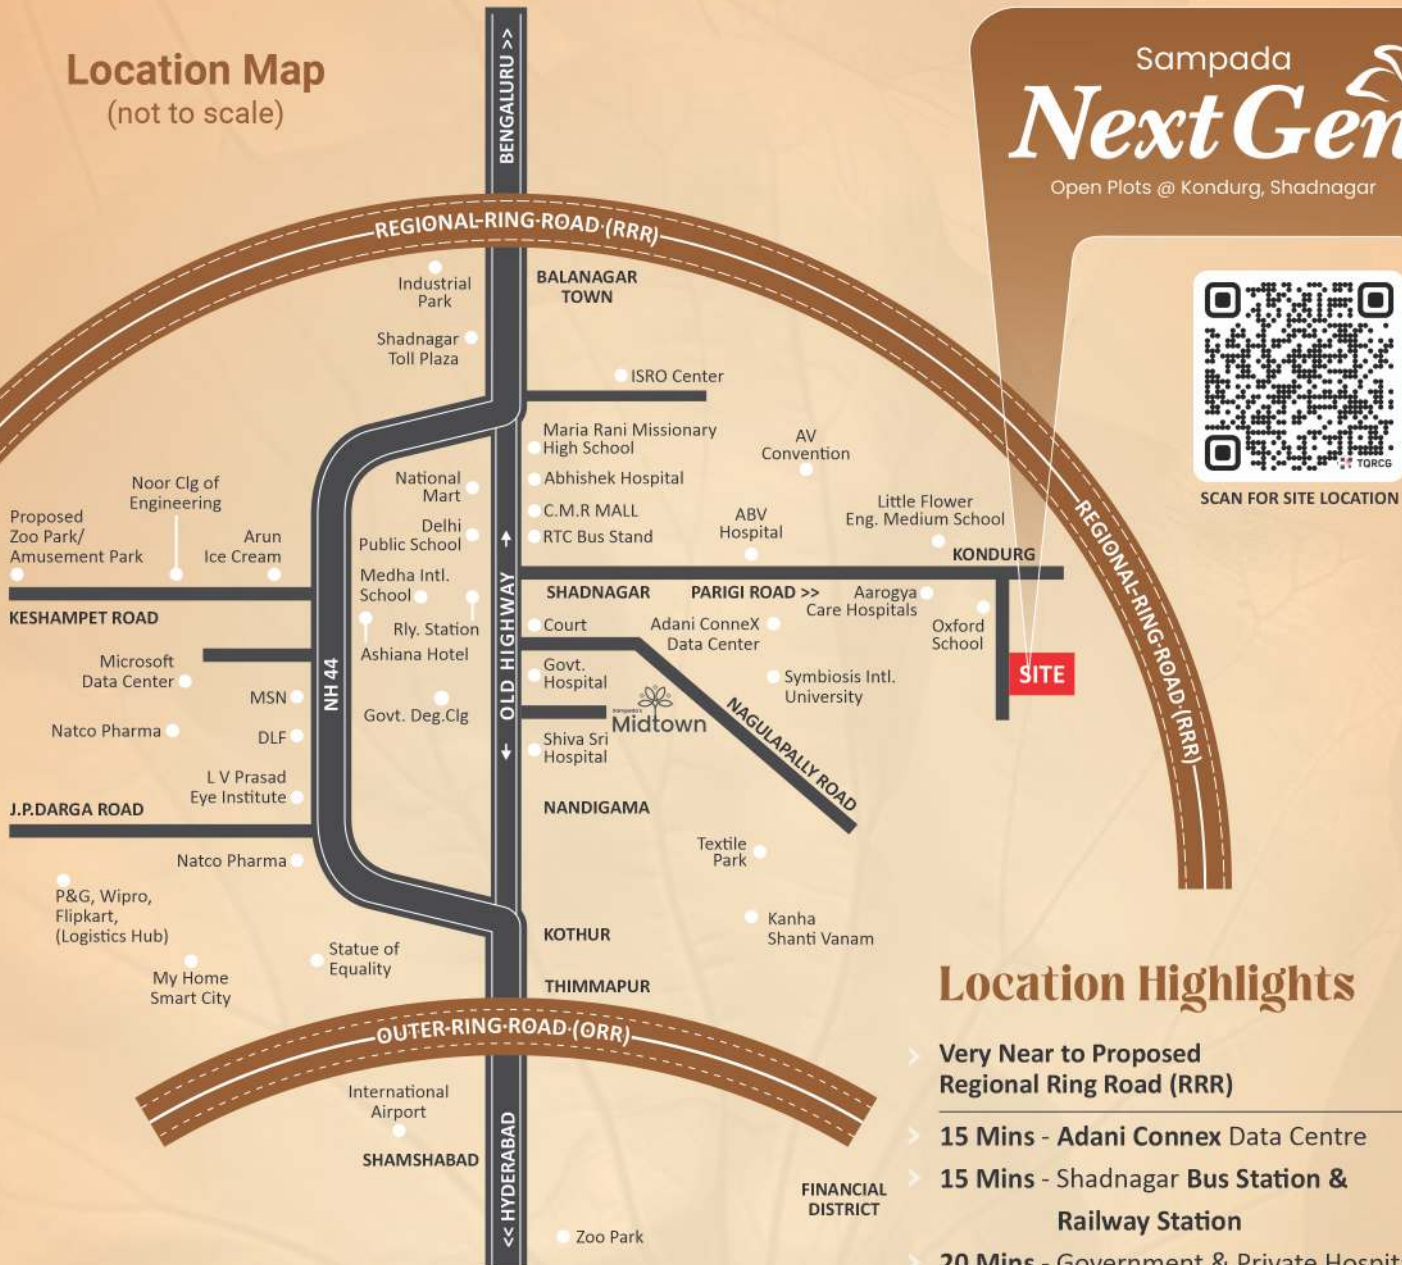 Location Map
(not to scale)
BENGALURU >>
Sampada
NextGen
Open Plots @ Kondurg, Shadnagar
REGIONAL-RING-ROAD-(RRR)
Industrial
Park
BALANAGAR
TOWN
Shadnagar
Toll Plaza
ISRO Center
TQRCG
SCAN FOR SITE LOCATION
Maria Rani Missionary
High School
Abhishek Hospital
C.M.R MALL
RTC Bus Stand
AV
Convention
ABV
Hospital
Little Flower
Eng. Medium School
KONDURG
REGIONAL-RING-ROAD-(RRR)
National
Mart
Delhi
Public School
Medha Intl.
School
Rly. Station
Ashiana Hotel
Govt. Deg.Clg
Noor Clg of
Engineering
Proposed
Zoo Park/
Amusement Park
Arun
Ice Cream
KESHAMPET ROAD
NH 44
OLD HIGHWAY
SHADNAGAR
PARIGI ROAD >>
Aarogya
Care Hospitals
Oxford
School
SITE
Court
Adani ConneX
Data Center
Govt.
Hospital
Symbiosis Intl.
University
Sampada's
Midtown
NAGULAPALLY ROAD
Shiva Sri
Hospital
Microsoft
Data Center
MSN
Natco Pharma
DLF
L V Prasad
Eye Institute
J.P.DARGA ROAD
Natco Pharma
NANDIGAMA
Textile
Park
P&G, Wipro,
Flipkart,
(Logistics Hub)
My Home
Smart City
Statue of
Equality
KOTHUR
Kanha
Shanti Vanam
THIMMAPUR
OUTER-RING-ROAD-(ORR)
International
Airport
SHAMSHABAD
<< HYDERABAD
FINANCIAL
DISTRICT
Zoo Park
Location Highlights
Very Near to Proposed
Regional Ring Road (RRR)
15 Mins - Adani Connex Data Centre
15 Mins - Shadnagar Bus Station &
Railway Station
20 Mins - Government & Private Hospit